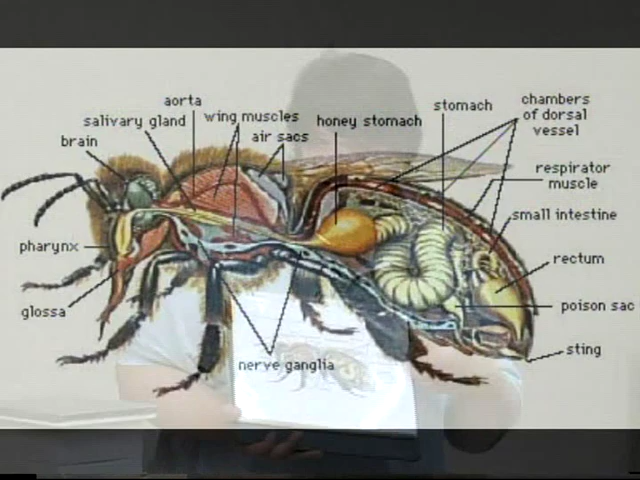 aorta
salivary gland
wing muscles
brain
air sacs
honey stomach
stomach
chambers
of dorsal
vessel
respirator
muscle
small intestine
pharynx
rectum
glossa
poison sac
sting
nerve ganglia